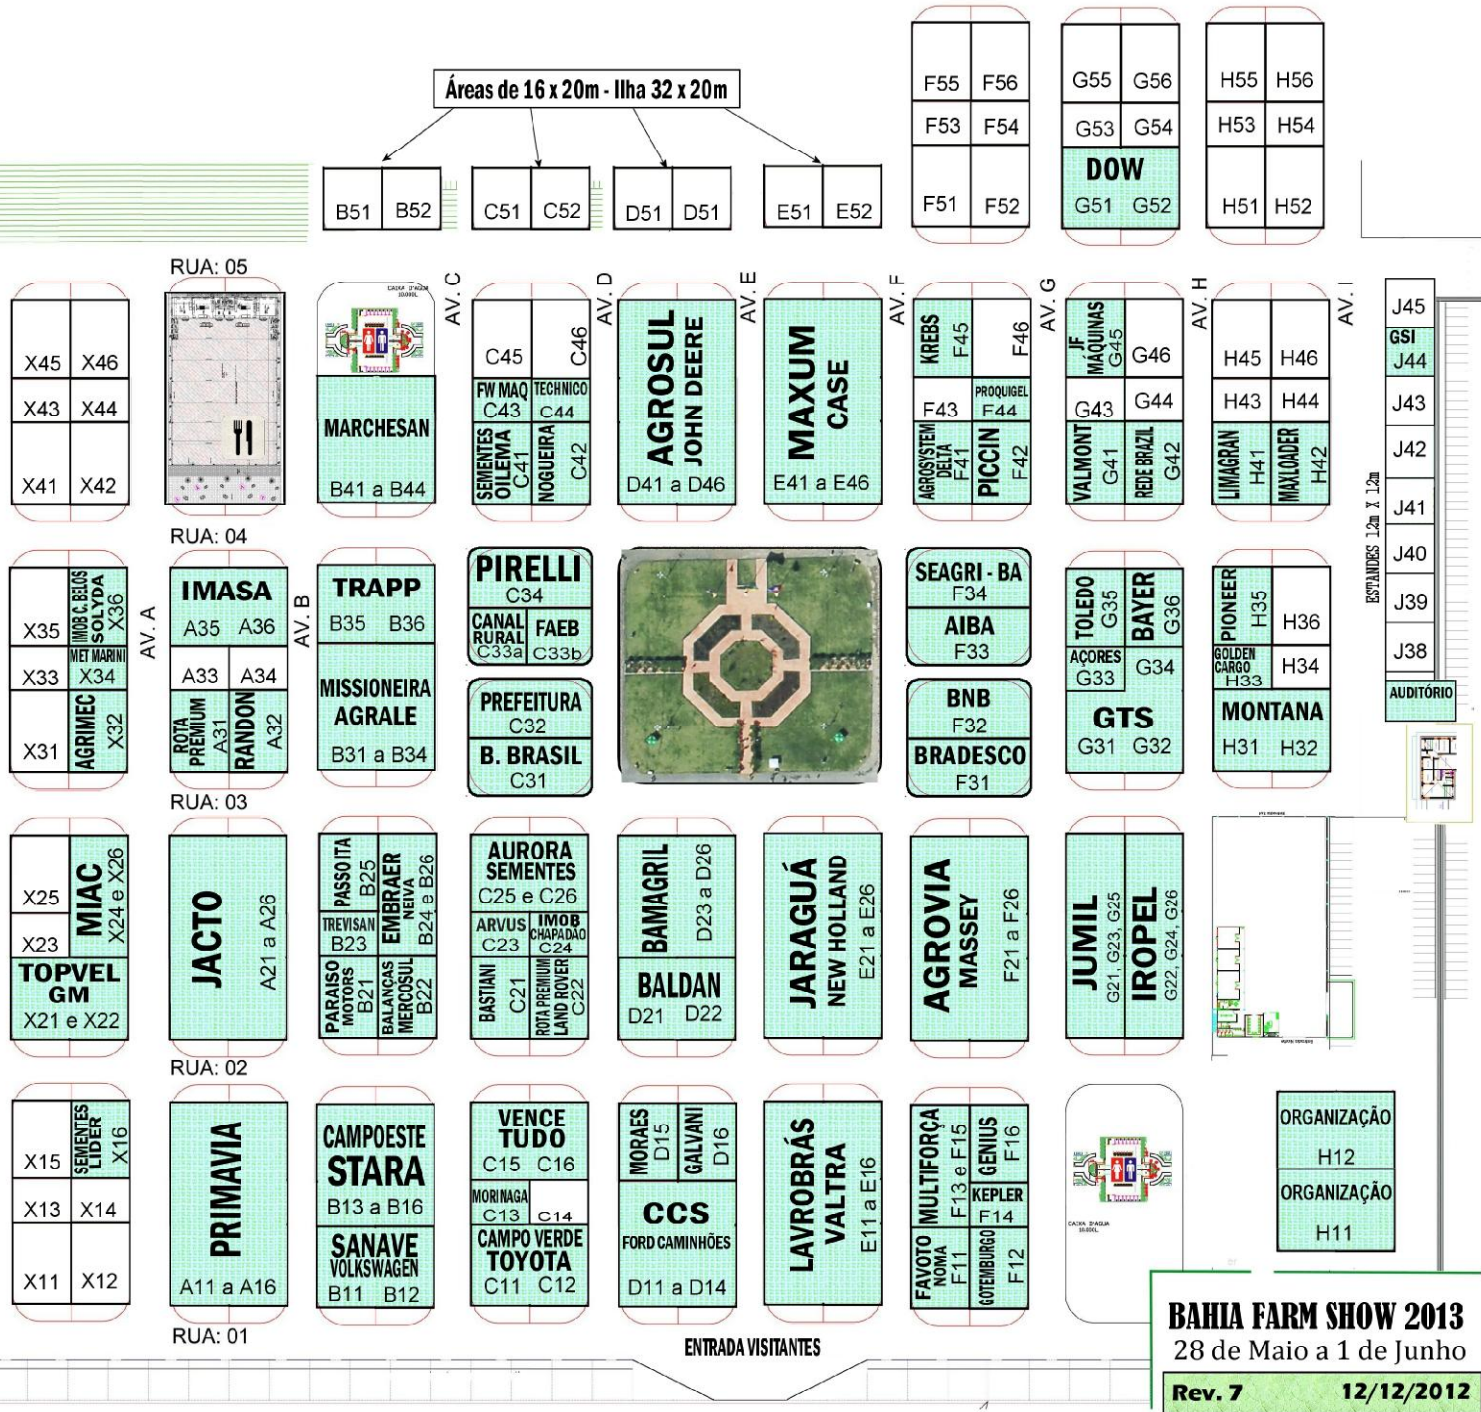 Áreas de 16 x 20m - Ilha 32 x 20m
F55 F56
F53 F54
F51 F52
G55 G56
G53 G54
DOW
G51 G52
H55 H56
H53 H54
H51 H52
B51 B52
C51 C52
D51 D51
E51 E52
RUA: 05
AV. C
AV. D
AV. E
AV. F
AV. G
AV. H
AV. I
X45 X46
X43 X44
X41 X42
CAIXA D'AGUA
10.000L
MARCHESAN
B41 a B44
C45
C46
FW MAQ
C43
TECHNICO
C44
SEMENTES
OILEMA
C41
NOGUEIRA
C42
AGROSUL
JOHN DEERE
D41 a D46
MAXUM
CASE
E41 a E46
KREBS
F45
F46
F43
PROQUIGEL
F44
AGROSYSTEM
DELTA
F41
PICCIN
F42
JF
MÁQUINAS
G45
G46
G43
G44
VALMONT
G41
REDE BRAZIL
G42
H45 H46
H43 H44
LIMAGRAN
H41
MAXLOADER
H42
J45
GSI
J44
J43
J42
J41
J40
J39
J38
AUDITÓRIO
ESTANDES 12m X 12m
RUA: 04
AV. A
AV. B
X35
IMOB C. BELOS
SOLYDA
X36
X33
MET MARINI
X34
X31
AGRIMEC
X32
IMASA
A35 A36
A33 A34
ROTA
PREMIUM
A31
RANDON
A32
TRAPP
B35 B36
MISSIONEIRA
AGRALE
B31 a B34
PIRELLI
C34
CANAL
RURAL
C33a
FAEB
C33b
PREFEITURA
C32
B. BRASIL
C31
SEAGRI - BA
F34
AIBA
F33
BNB
F32
BRADESCO
F31
TOLEDO
G35
BAYER
G36
AÇORES
G33
G34
GTS
G31 G32
PIONEER
H35
H36
GOLDEN
CARGO
H33
H34
MONTANA
H31 H32
RUA: 03
X25
MIAC
X24 e X26
X23
TOPVEL
GM
X21 e X22
JACTO
A21 a A26
PASSO ITA
B25
EMBRAER
NEIVA
B24 e B26
TREVISAN
B23
PARAISO
MOTORS
B21
BALANÇAS
MERCOSUL
B22
AURORA
SEMENTES
C25 e C26
ARVUS
C23
IMOB
CHAPADÃO
C24
BASTIANI
C21
ROTA PREMIUM
LAND ROVER
C22
BAMAGRIL
D23 a D26
BALDAN
D21 D22
JARAGUÁ
NEW HOLLAND
E21 a E26
AGROVIA
MASSEY
F21 a F26
JUMIL
G21, G23, G25
IROPEL
G22, G24, G26
RUA: 02
X15
SEMENTES
LIDER
X16
X13 X14
X11 X12
PRIMAVIA
A11 a A16
CAMPOESTE
STARA
B13 a B16
SANAVE
VOLKSWAGEN
B11 B12
VENCE
TUDO
C15 C16
MORINAGA
C13
C14
CAMPO VERDE
TOYOTA
C11 C12
MORAES
D15
GALVANI
D16
CCS
FORD CAMINHÕES
D11 a D14
LAVROBRÁS
VALTRA
E11 a E16
MULTIFORÇA
F13 e F15
GENIUS
F16
KEPLER
F14
FAVOTO
NOMA
F11
GOTEMBURGO
F12
CAIXA D'AGUA
10.000L
ORGANIZAÇÃO
H12
ORGANIZAÇÃO
H11
RUA: 01
ENTRADA VISITANTES
BAHIA FARM SHOW 2013
28 de Maio a 1 de Junho
Rev. 7 12/12/2012